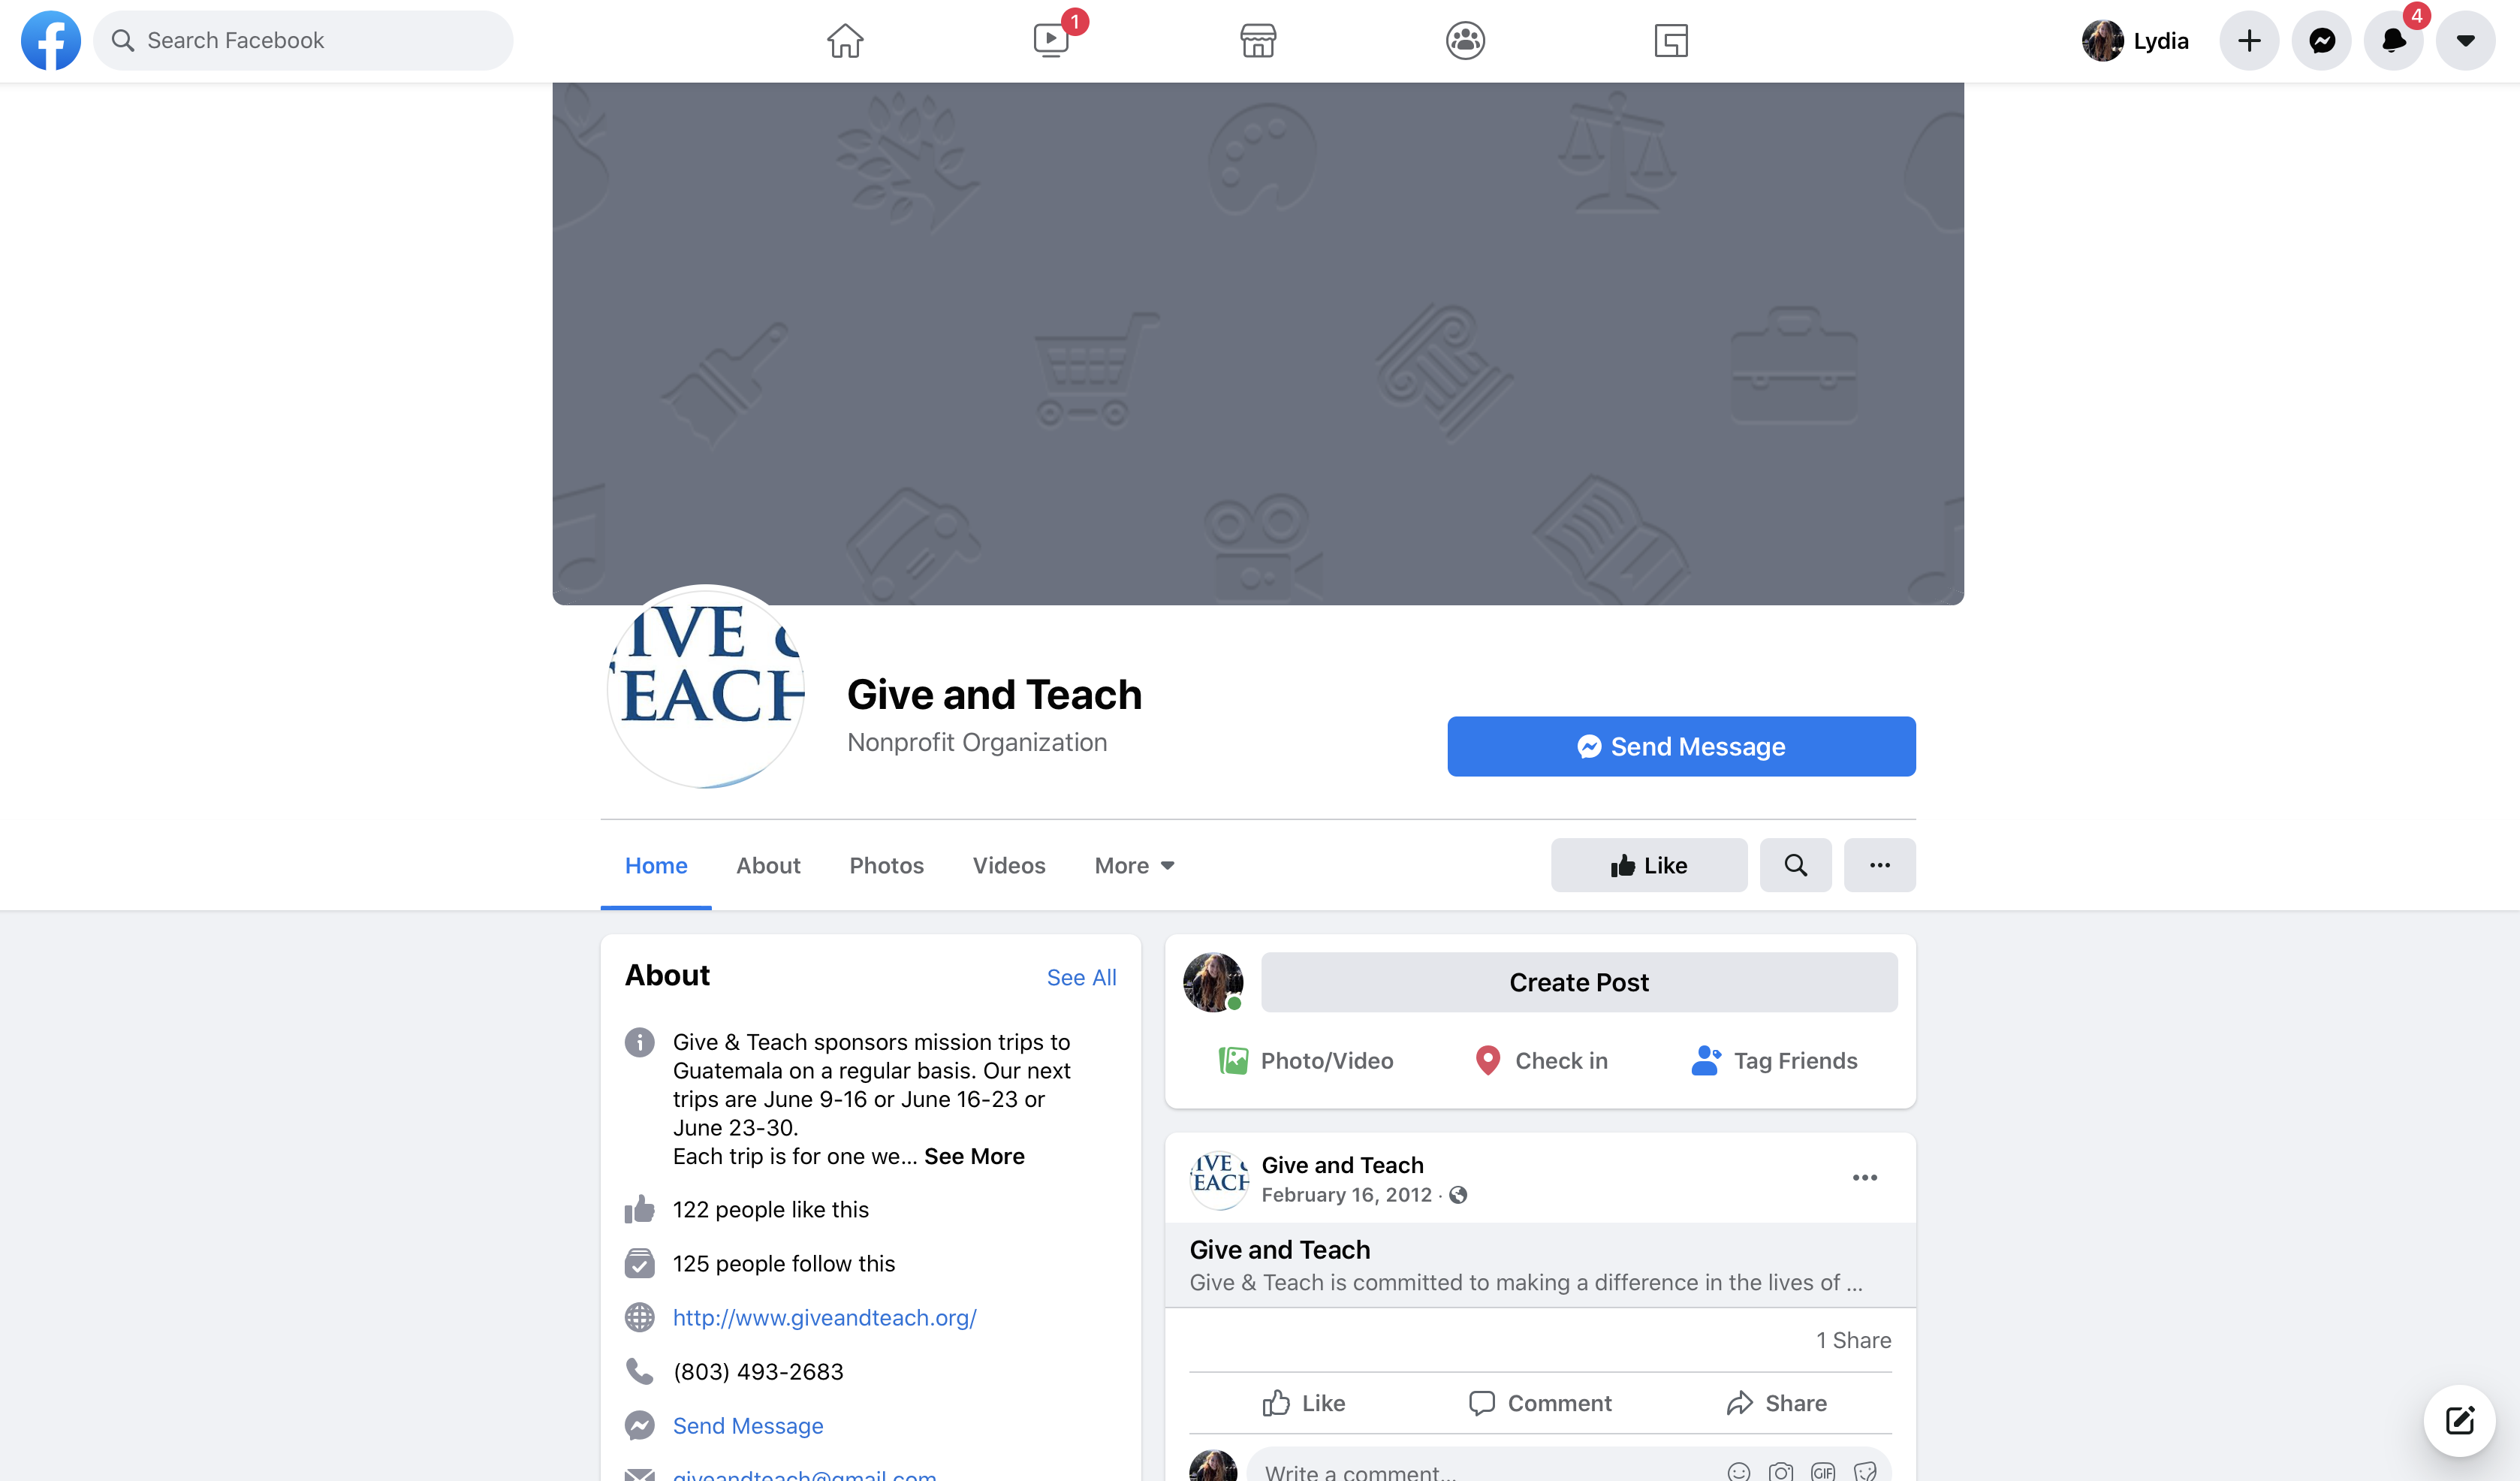 Search Facebook
1
Lydia
4
IVE &
TEACH
Give and Teach
Nonprofit Organization
Send Message
Home
About
Photos
Videos
More
Like
About
See All
Give & Teach sponsors mission trips to
Guatemala on a regular basis. Our next
trips are June 9-16 or June 16-23 or
June 23-30.
Each trip is for one we... See More
122 people like this
125 people follow this
http://www.giveandteach.org/
(803) 493-2683
Send Message
giveandteach@gmail.com
Create Post
Photo/Video
Check in
Tag Friends
IVE &
EACH
Give and Teach
February 16, 2012 ·
Give and Teach
Give & Teach is committed to making a difference in the lives of ...
1 Share
Like
Comment
Share
Write a comment...
GIF